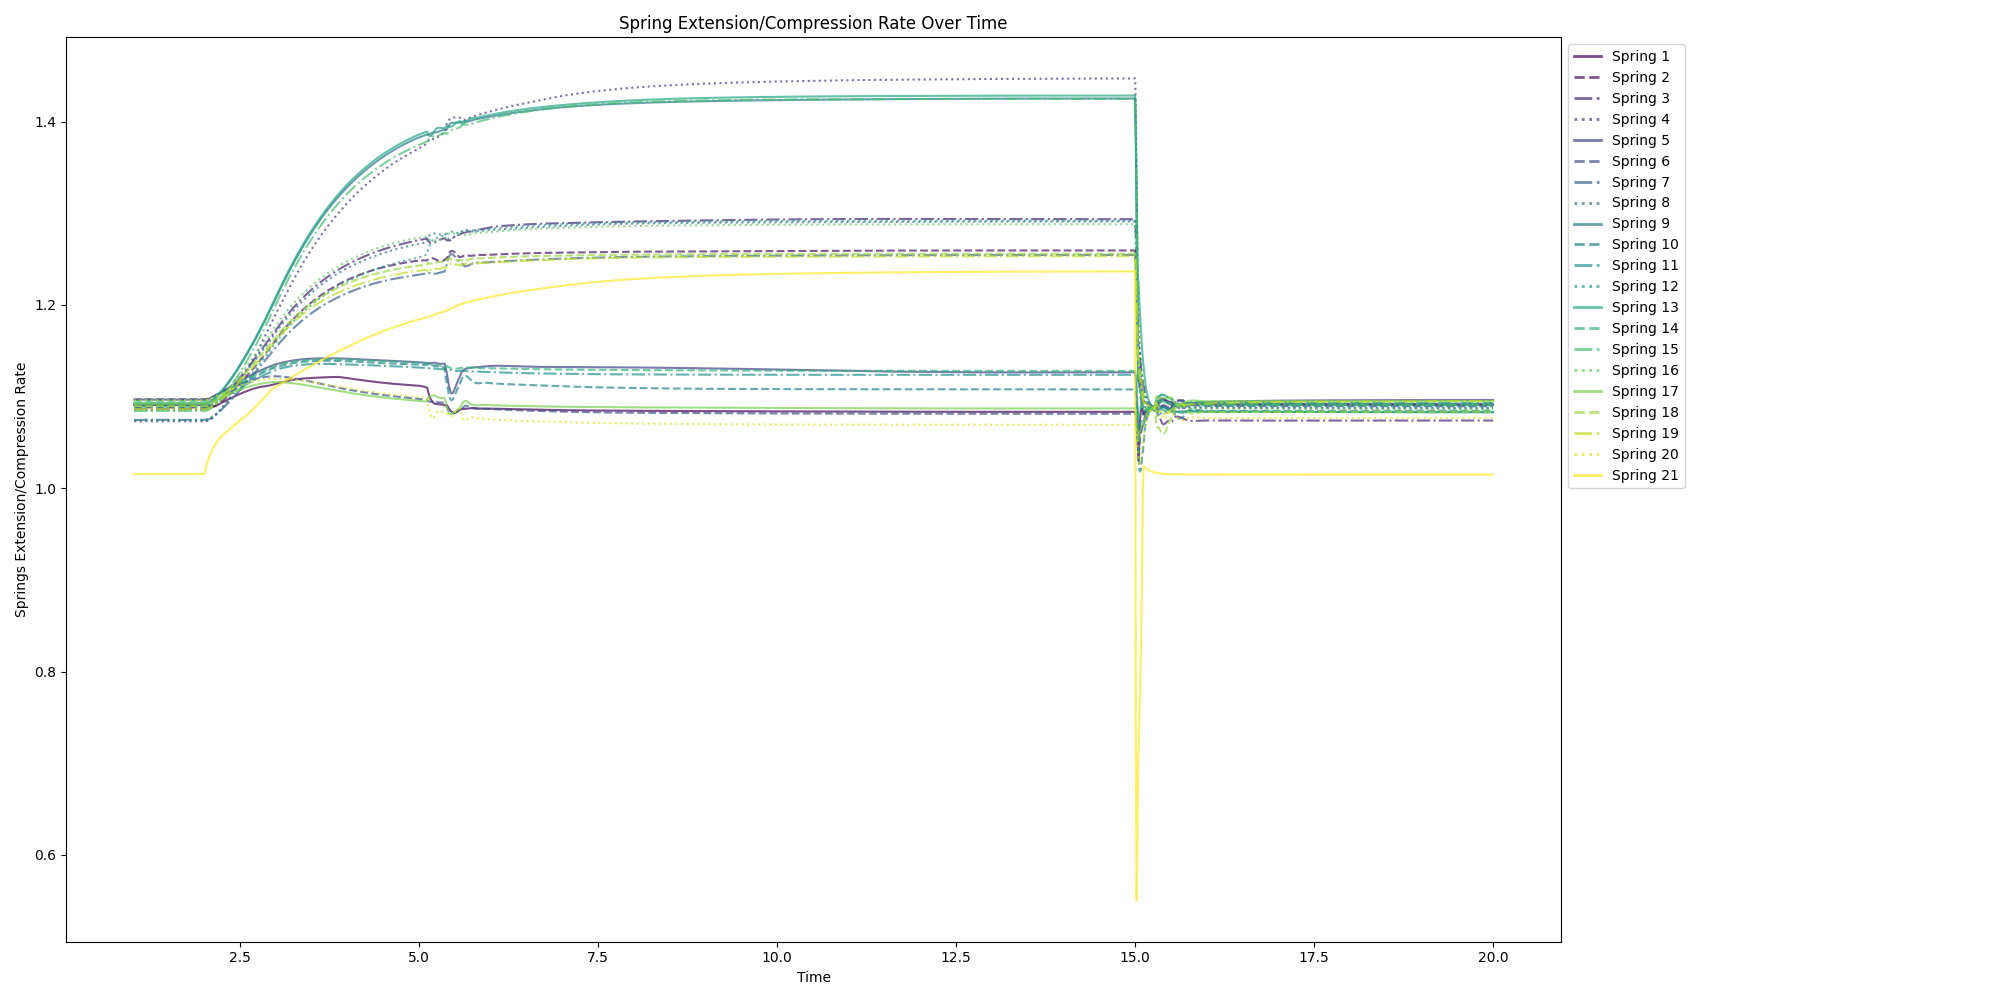 Spring Extension/Compression Rate Over Time
Springs Extension/Compression Rate
1.4
1.2
1.0
0.8
0.6
2.5
5.0
7.5
10.0
12.5
15.0
17.5
20.0
Time
Spring 1
Spring 2
Spring 3
Spring 4
Spring 5
Spring 6
Spring 7
Spring 8
Spring 9
Spring 10
Spring 11
Spring 12
Spring 13
Spring 14
Spring 15
Spring 16
Spring 17
Spring 18
Spring 19
Spring 20
Spring 21